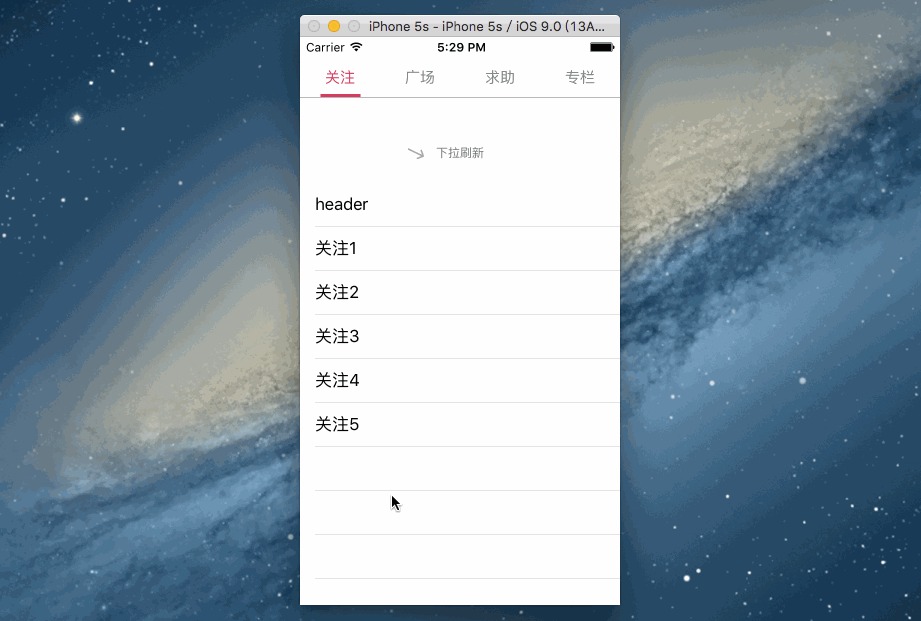 iPhone 5s - iPhone 5s / iOS 9.0 (13A...
Carrier 5:29 PM
关注 广场 求助 专栏
下拉刷新
header
关注1
关注2
关注3
关注4
关注5